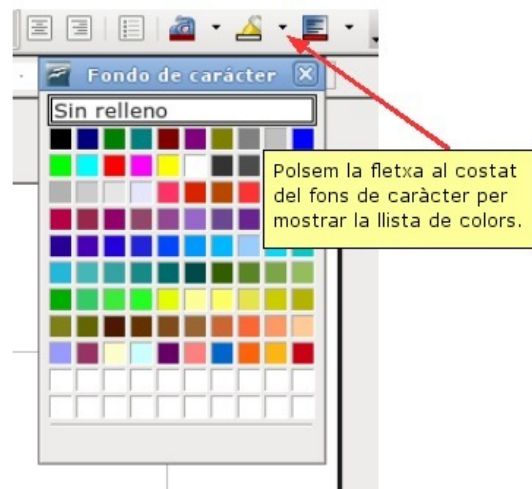 Fondo de carácter
Sin relleno
Polsem la fletxa al costat
del fons de caràcter per
mostrar la llista de colors.